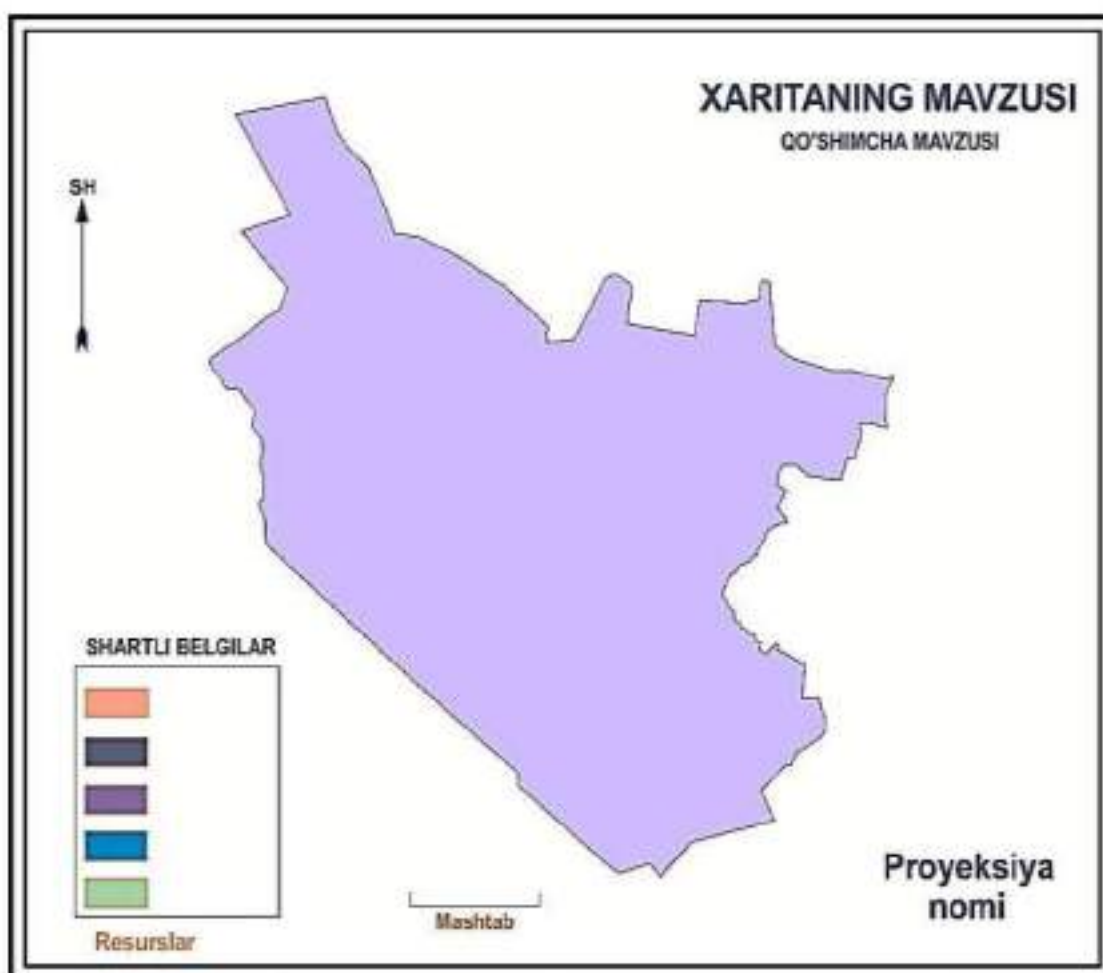 XARITANING MAVZUSI
QO'SHIMCHA MAVZUSI
SH
SHARTLI BELGILAR
Resurslar
Mashtab
Proyeksiya
nomi